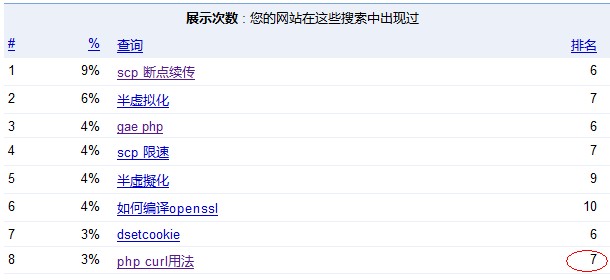 展示次数 : 您的网站在这些搜索中出现过
# % 查询 排名
1 9% scp 断点续传 6
2 6% 半虚拟化 7
3 4% gae php 6
4 4% scp 限速 7
5 4% 半虚擬化 9
6 4% 如何编译openssl 10
7 3% dsetcookie 6
8 3% php curl用法 7